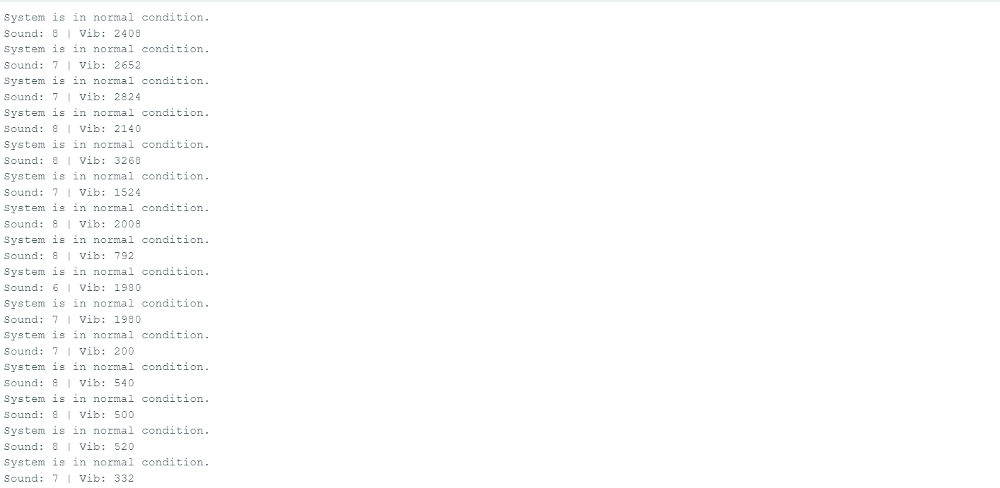 System is in normal condition.
Sound: 8 | Vib: 2408
System is in normal condition.
Sound: 7 | Vib: 2652
System is in normal condition.
Sound: 7 | Vib: 2824
System is in normal condition.
Sound: 8 | Vib: 2140
System is in normal condition.
Sound: 8 | Vib: 3268
System is in normal condition.
Sound: 7 | Vib: 1524
System is in normal condition.
Sound: 8 | Vib: 2008
System is in normal condition.
Sound: 8 | Vib: 792
System is in normal condition.
Sound: 6 | Vib: 1980
System is in normal condition.
Sound: 7 | Vib: 1980
System is in normal condition.
Sound: 7 | Vib: 200
System is in normal condition.
Sound: 8 | Vib: 540
System is in normal condition.
Sound: 8 | Vib: 500
System is in normal condition.
Sound: 8 | Vib: 520
System is in normal condition.
Sound: 7 | Vib: 332